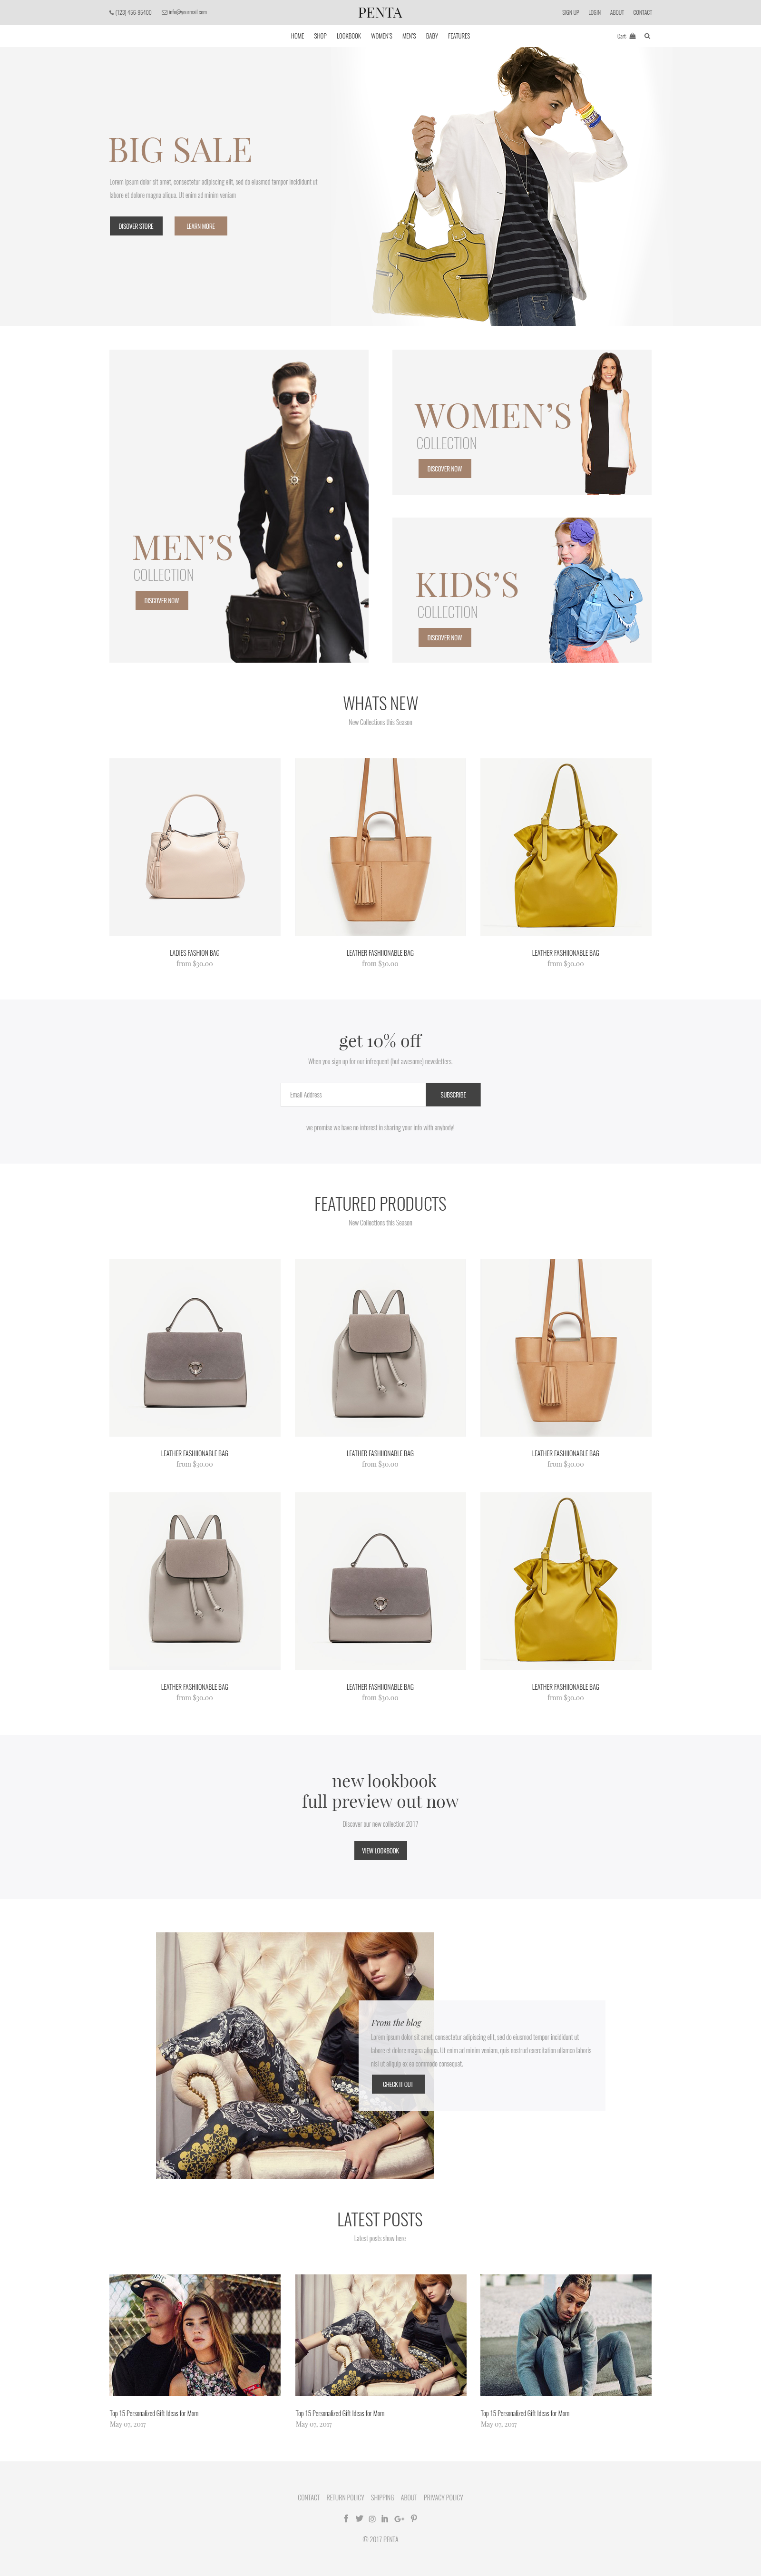 (123) 456-95400 info@yourmail.com PENTA SIGN UP LOGIN ABOUT CONTACT
HOME SHOP LOOKBOOK WOMEN'S MEN'S BABY FEATURES Cart
BIG SALE
Lorem ipsum dolor sit amet, consectetur adipiscing elit, sed do eiusmod tempor incididunt ut
labore et dolore magna aliqua. Ut enim ad minim veniam
DISOVER STORE LEARN MORE
MEN'S
COLLECTION
DISCOVER NOW
WOMEN'S
COLLECTION
DISCOVER NOW
KIDS'S
COLLECTION
DISCOVER NOW
WHATS NEW
New Collections this Season
LADIES FASHION BAG LEATHER FASHIIONABLE BAG LEATHER FASHIIONABLE BAG
from $30.00 from $30.00 from $30.00
get 10% off
When you sign up for our infrequent (but awesome) newsletters.
Email Address SUBSCRIBE
we promise we have no interest in sharing your info with anybody!
FEATURED PRODUCTS
New Collections this Season
LEATHER FASHIIONABLE BAG LEATHER FASHIIONABLE BAG LEATHER FASHIIONABLE BAG
from $30.00 from $30.00 from $30.00
LEATHER FASHIIONABLE BAG LEATHER FASHIIONABLE BAG LEATHER FASHIIONABLE BAG
from $30.00 from $30.00 from $30.00
new lookbook
full preview out now
Discover our new collection 2017
VIEW LOOKBOOK
From the blog
Lorem ipsum dolor sit amet, consectetur adipiscing elit, sed do eiusmod tempor incididunt ut
labore et dolore magna aliqua. Ut enim ad minim veniam, quis nostrud exercitation ullamco laboris
nisi ut aliquip ex ea commodo consequat.
CHECK IT OUT
LATEST POSTS
Latest posts show here
Top 15 Personalized Gift Ideas for Mom Top 15 Personalized Gift Ideas for Mom Top 15 Personalized Gift Ideas for Mom
May 07, 2017 May 07, 2017 May 07, 2017
CONTACT RETURN POLICY SHIPPING ABOUT PRIVACY POLICY
© 2017 PENTA